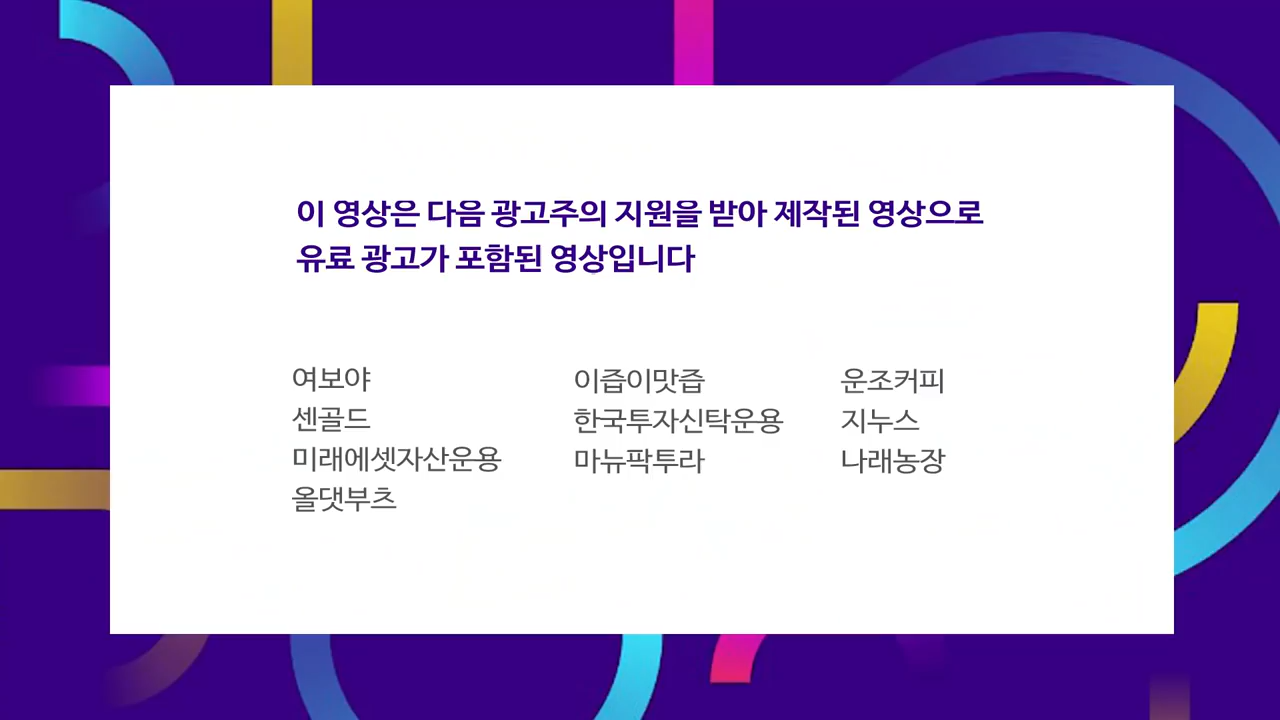 이 영상은 다음 광고주의 지원을 받아 제작된 영상으로
유료 광고가 포함된 영상입니다
여보야
센골드
미래에셋자산운용
올댓부츠
이즙이맛즙
한국투자신탁운용
마뉴팍투라
운조커피
지누스
나래농장